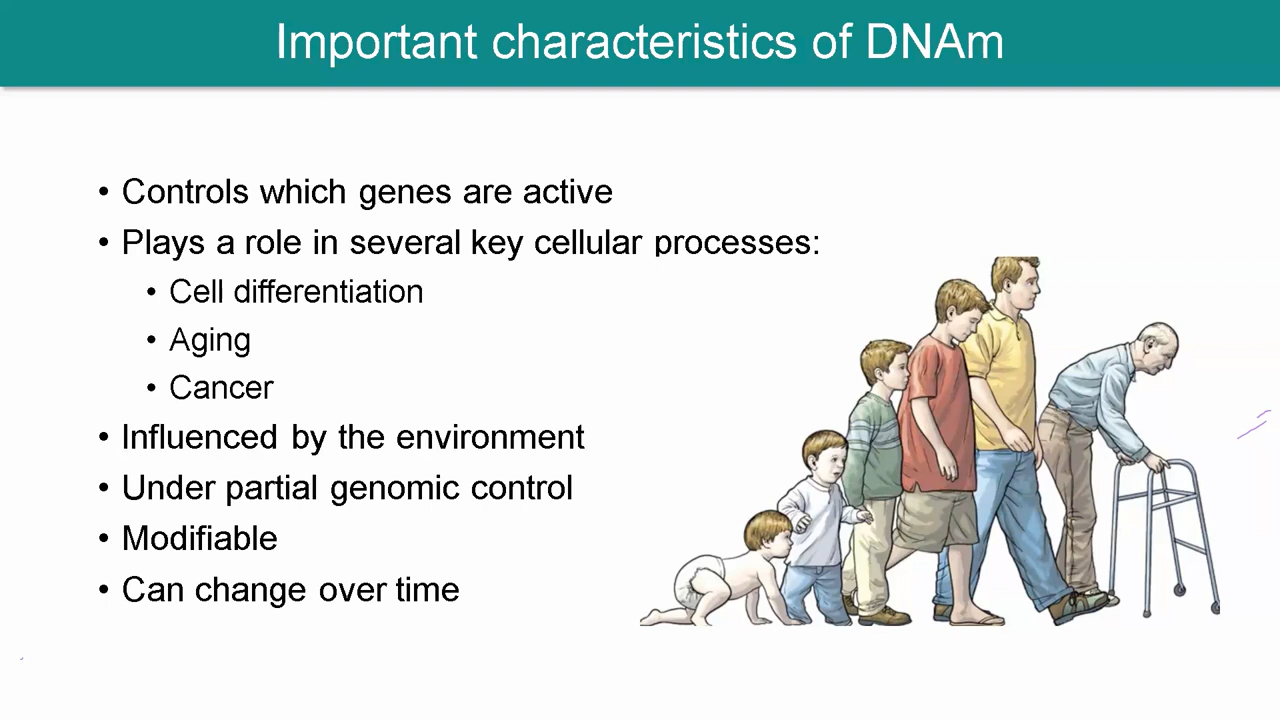 Important characteristics of DNAm
• Controls which genes are active
• Plays a role in several key cellular processes:
• Cell differentiation
• Aging
• Cancer
• Influenced by the environment
• Under partial genomic control
• Modifiable
• Can change over time